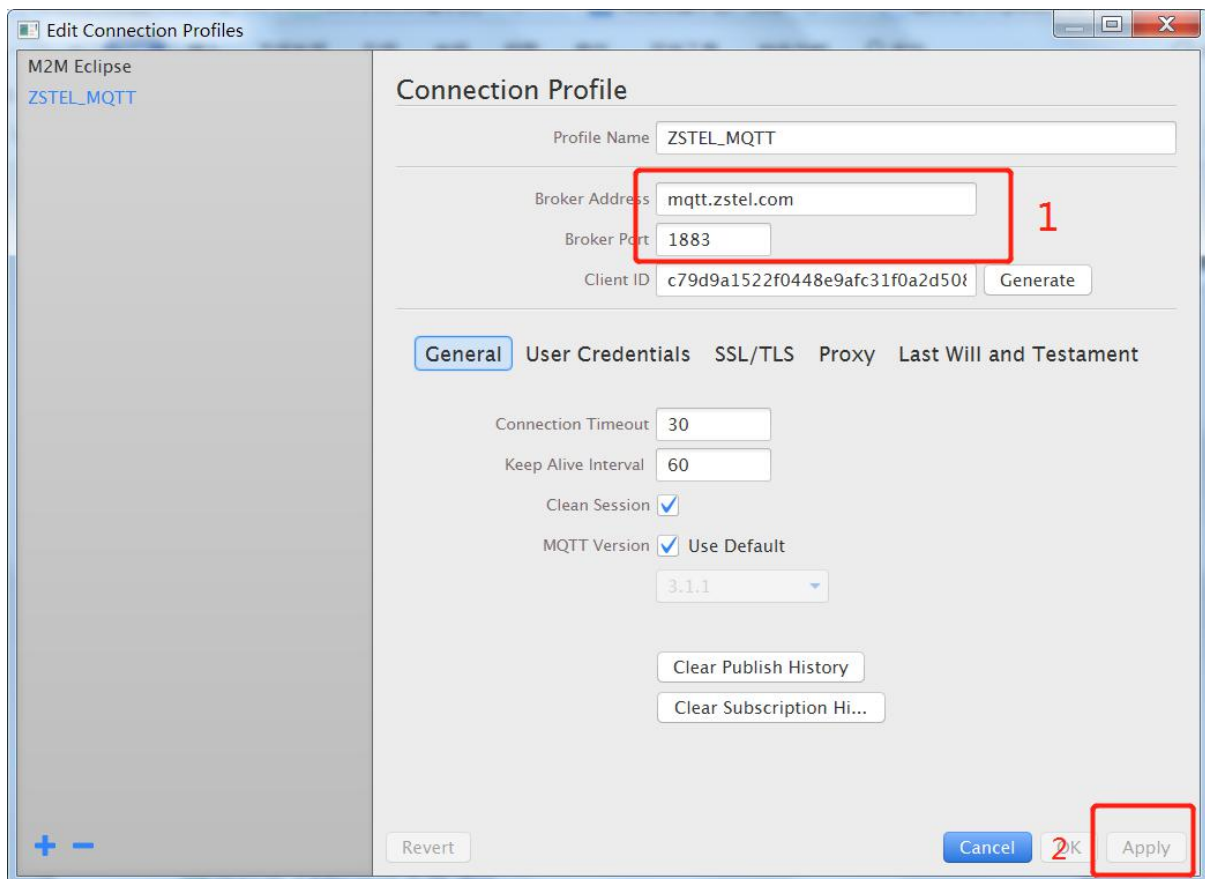 Edit Connection Profiles
M2M Eclipse
ZSTEL_MQTT
Connection Profile
Profile Name ZSTEL_MQTT
Broker Address mqtt.zstel.com
1
Broker Port 1883
Client ID c79d9a1522f0448e9afc31f0a2d508 Generate
General User Credentials SSL/TLS Proxy Last Will and Testament
Connection Timeout 30
Keep Alive Interval 60
Clean Session
MQTT Version Use Default
3.1.1
Clear Publish History
Clear Subscription Hi...
Revert Cancel 2 OK Apply